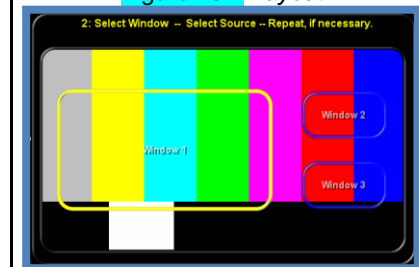 2: Select Window -- Select Source -- Repeat, if necessary.
Window 1
Window 2
Window 3